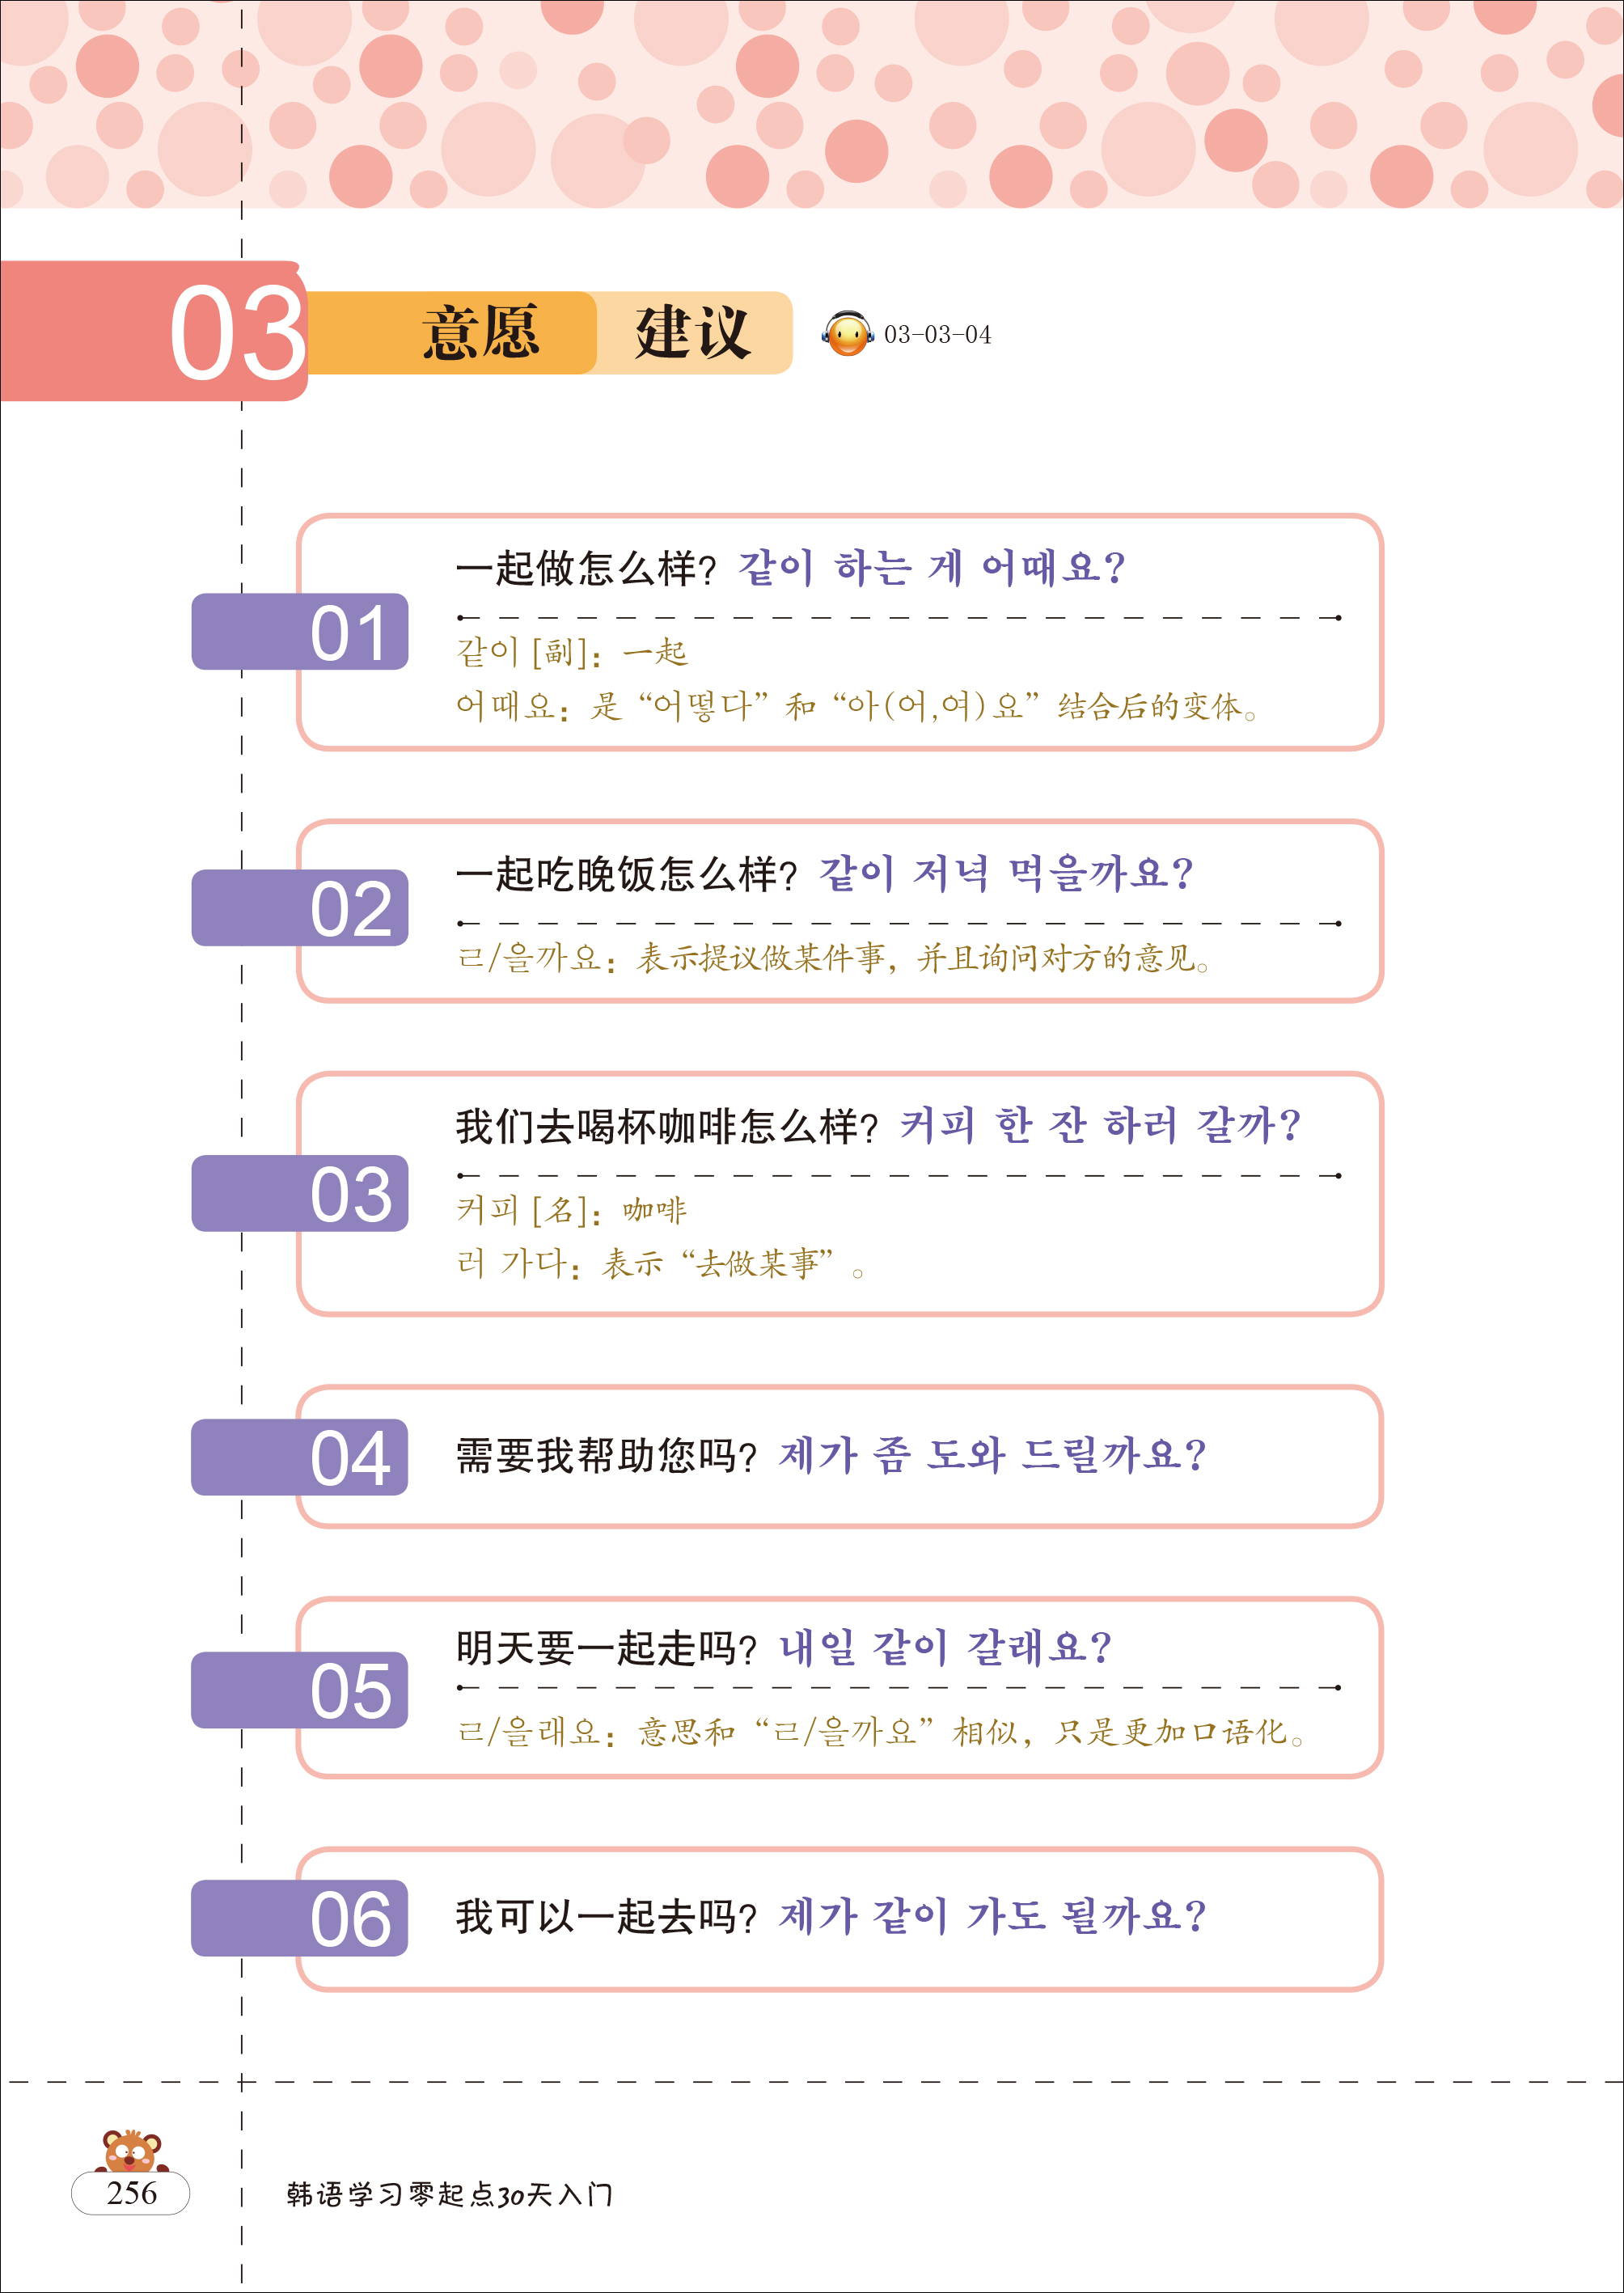 03 意愿 建议 03-03-04
01
一起做怎么样? 같이 하는 게 어때요?
같이 [副]: 一起
어때요: 是“어떻다”和“아(어,여)요”结合后的变体。
02
一起吃晚饭怎么样? 같이 저녁 먹을까요?
ㄹ/을까요: 表示提议做某件事, 并且询问对方的意见。
03
我们去喝杯咖啡怎么样? 커피 한 잔 하러 갈까?
커피 [名]: 咖啡
러 가다: 表示“去做某事”。
04
需要我帮助您吗? 제가 좀 도와 드릴까요?
05
明天要一起走吗? 내일 같이 갈래요?
ㄹ/을래요: 意思和“ㄹ/을까요”相似, 只是更加口语化。
06
我可以一起去吗? 제가 같이 가도 될까요?
256 韩语学习零起点30天入门